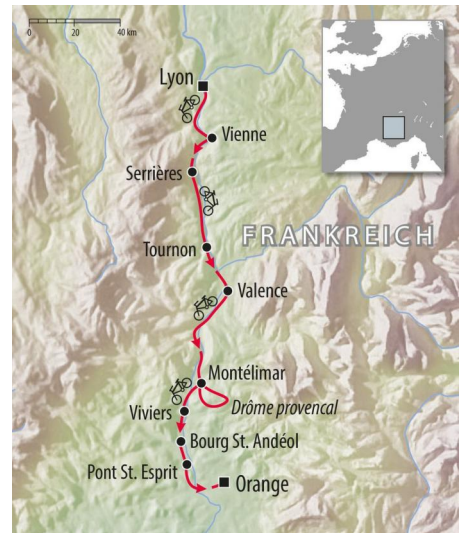 0 20 40 km
Lyon
Vienne
Serrières
FRANKREICH
Tournon
Valence
Montélimar
Drôme provencal
Viviers
Bourg St. Andéol
Pont St. Esprit
Orange